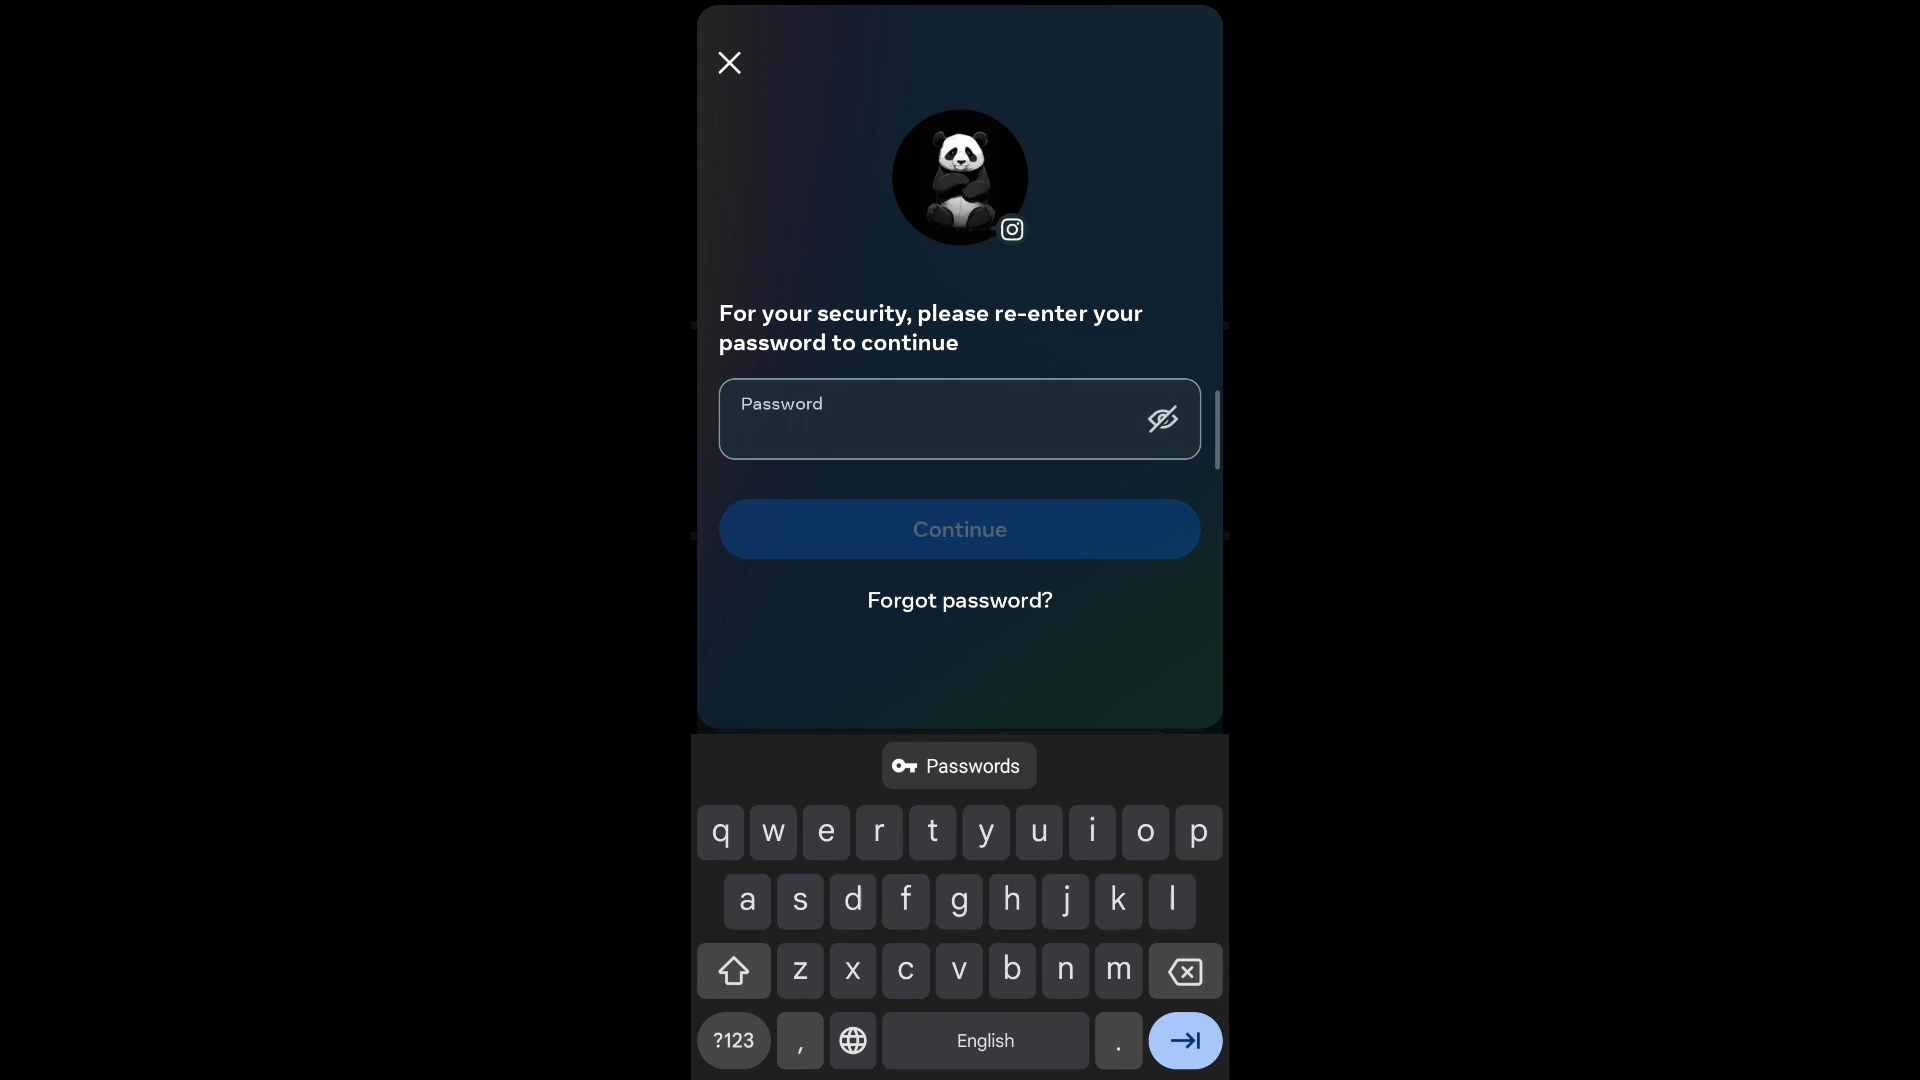 For your security, please re-enter your
password to continue
Password
Continue
Forgot password?
Passwords
q w e r t y u i o p
a s d f g h j k l
z x c v b n m
?123 , English .